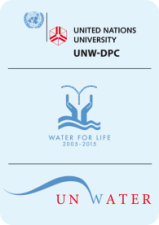 UNITED NATIONS
UNIVERSITY
UNW-DPC
WATER FOR LIFE
2005-2015
UN WATER